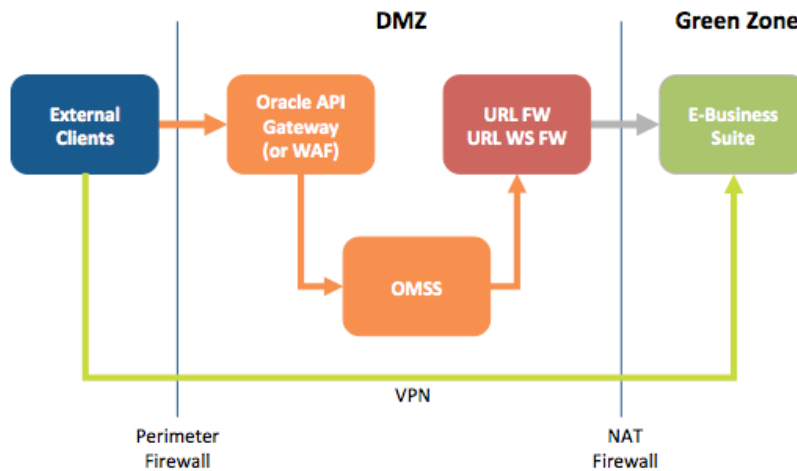 DMZ
Green Zone
External
Clients
Oracle API
Gateway
(or WAF)
URL FW
URL WS FW
E-Business
Suite
OMSS
VPN
Perimeter
Firewall
NAT
Firewall